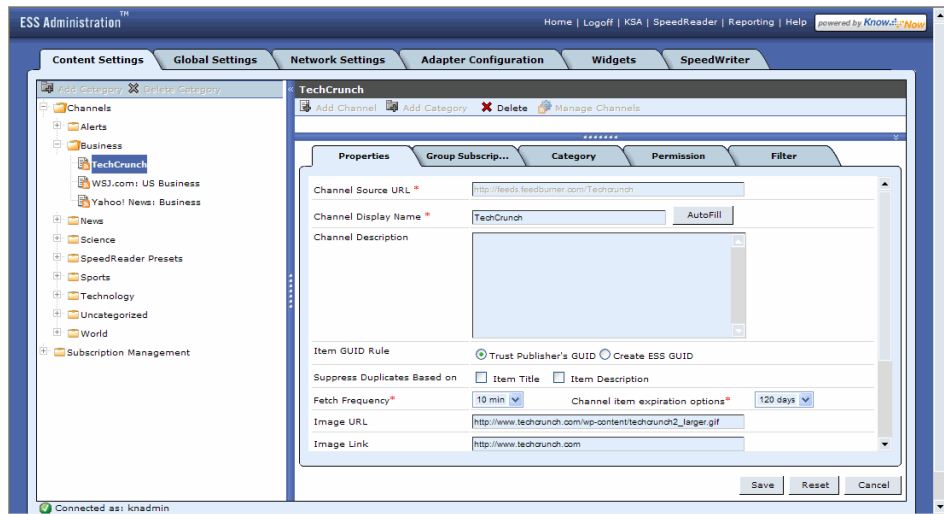 ESS Administration™
Home | Logoff | KSA | SpeedReader | Reporting | Help
powered by KnowNow
Content Settings
Global Settings
Network Settings
Adapter Configuration
Widgets
SpeedWriter
Add Category Delete Category
Channels
Alerts
Business
TechCrunch
WSJ.com: US Business
Yahoo! News: Business
News
Science
SpeedReader Presets
Sports
Technology
Uncategorized
World
Subscription Management
TechCrunch
Add Channel Add Category Delete Manage Channels
Properties
Group Subscrip...
Category
Permission
Filter
Channel Source URL * http://feeds.feedburner.com/Techcrunch
Channel Display Name * TechCrunch AutoFill
Channel Description
Item GUID Rule Trust Publisher's GUID Create ESS GUID
Suppress Duplicates Based on Item Title Item Description
Fetch Frequency* 10 min Channel item expiration options* 120 days
Image URL http://www.techcrunch.com/wp-content/techcrunch2_larger.gif
Image Link http://www.techcrunch.com
Save Reset Cancel
Connected as: knadmin